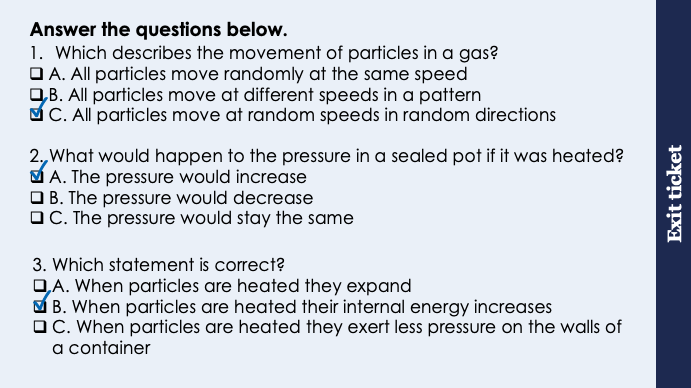 Answer the questions below.
1. Which describes the movement of particles in a gas?
A. All particles move randomly at the same speed
B. All particles move at different speeds in a pattern
C. All particles move at random speeds in random directions
2. What would happen to the pressure in a sealed pot if it was heated?
A. The pressure would increase
B. The pressure would decrease
C. The pressure would stay the same
3. Which statement is correct?
A. When particles are heated they expand
B. When particles are heated their internal energy increases
C. When particles are heated they exert less pressure on the walls of
a container
Exit ticket